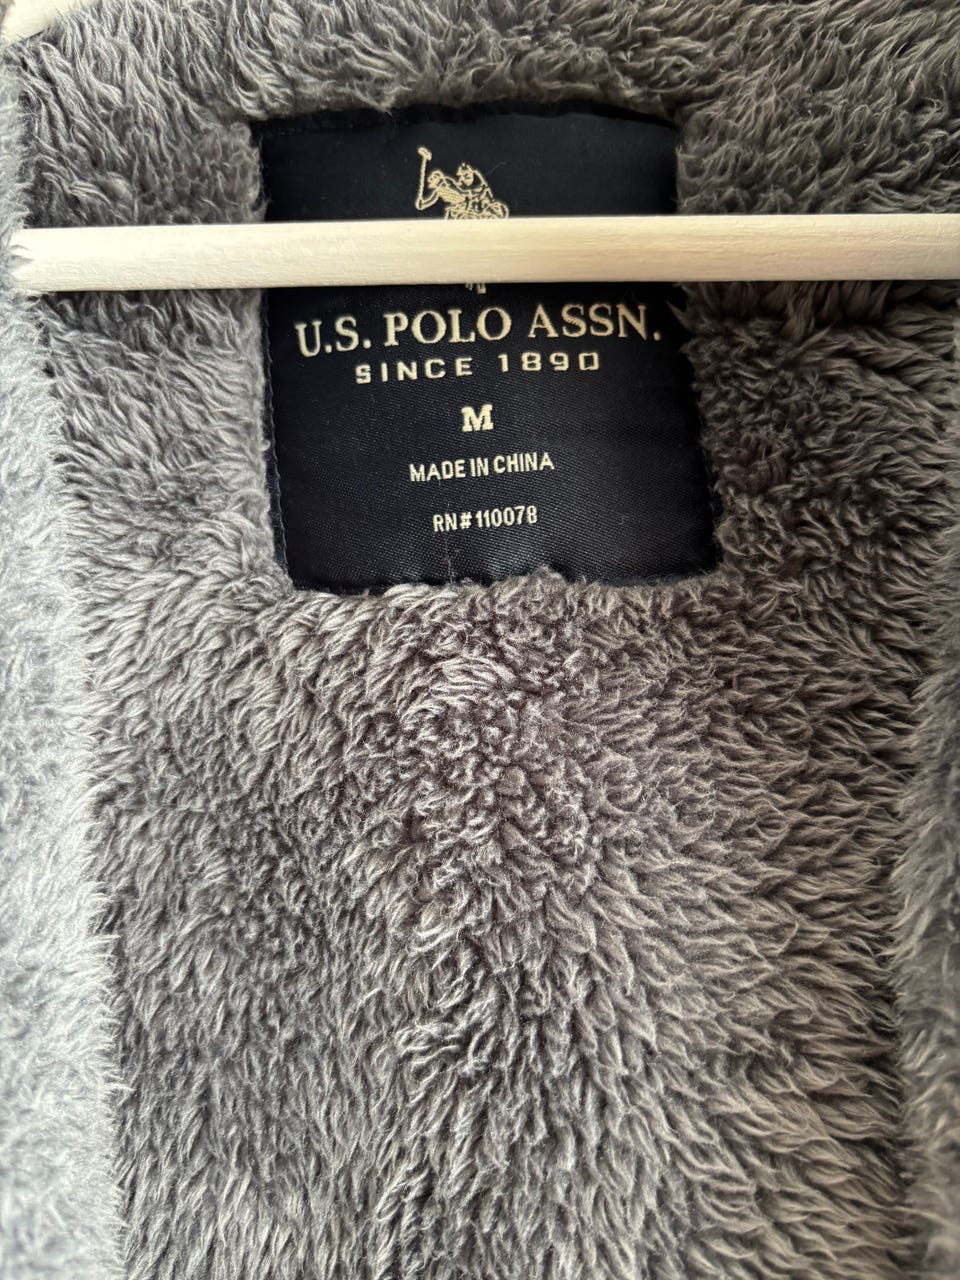 U.S. POLO ASSN.
SINCE 1890
M
MADE IN CHINA
RN# 110078